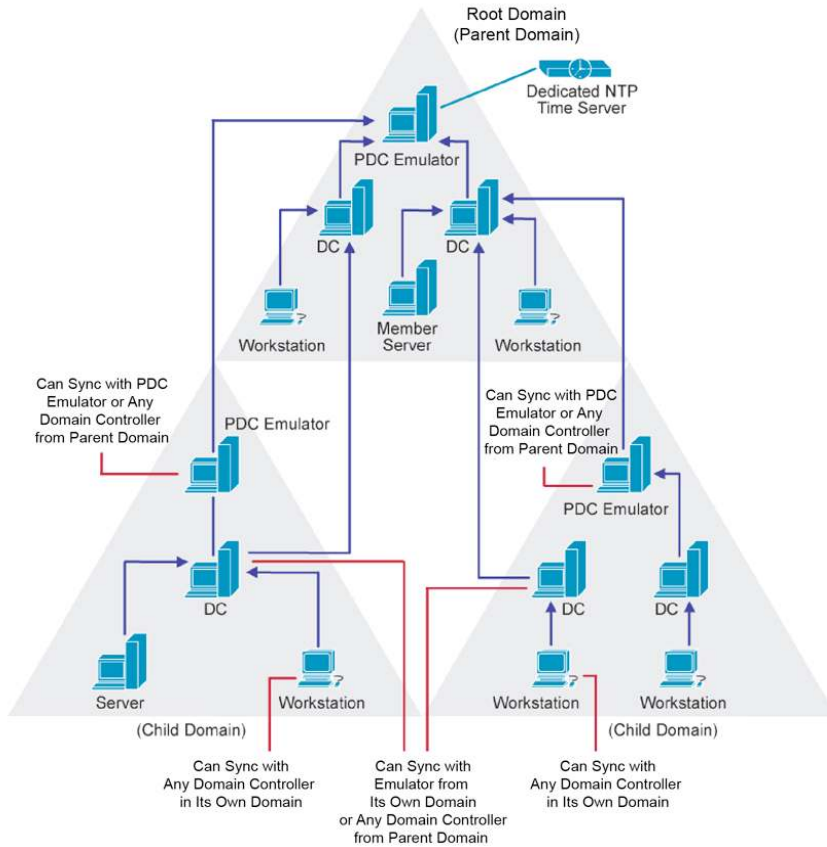 Root Domain
(Parent Domain)
Dedicated NTP
Time Server
PDC Emulator
DC
DC
Workstation
Member
Server
Workstation
Can Sync with PDC
Emulator or Any
Domain Controller
from Parent Domain
PDC Emulator
Can Sync with PDC
Emulator or Any
Domain Controller
from Parent Domain
PDC Emulator
DC
DC
DC
Server
Workstation
Workstation
Workstation
(Child Domain)
(Child Domain)
Can Sync with
Any Domain Controller
in Its Own Domain
Can Sync with
Emulator from
Its Own Domain
or Any Domain Controller
from Parent Domain
Can Sync with
Any Domain Controller
in Its Own Domain